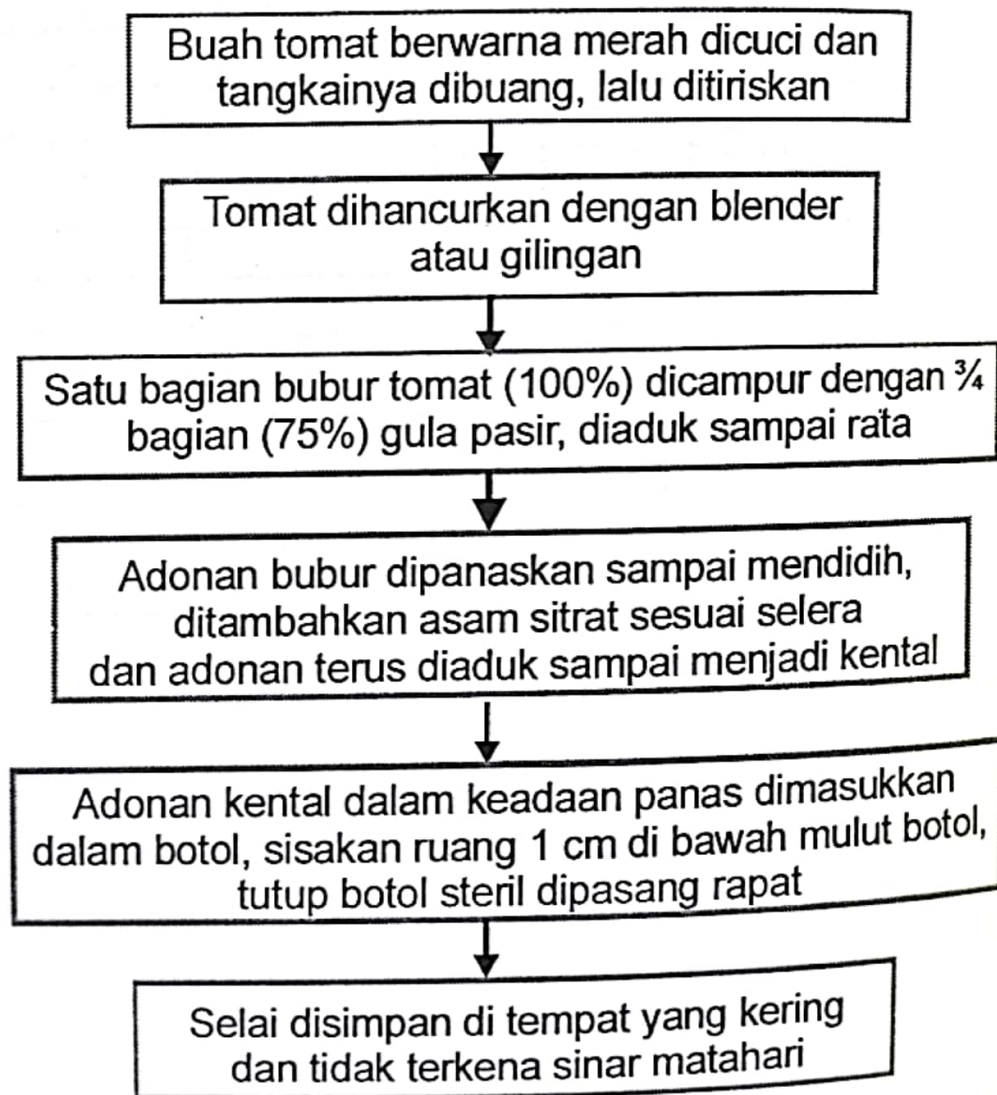 Buah tomat berwarna merah dicuci dan
tangkainya dibuang, lalu ditiriskan
Tomat dihancurkan dengan blender
atau gilingan
Satu bagian bubur tomat (100%) dicampur dengan ¾
bagian (75%) gula pasir, diaduk sampai rata
Adonan bubur dipanaskan sampai mendidih,
ditambahkan asam sitrat sesuai selera
dan adonan terus diaduk sampai menjadi kental
Adonan kental dalam keadaan panas dimasukkan
dalam botol, sisakan ruang 1 cm di bawah mulut botol,
tutup botol steril dipasang rapat
Selai disimpan di tempat yang kering
dan tidak terkena sinar matahari